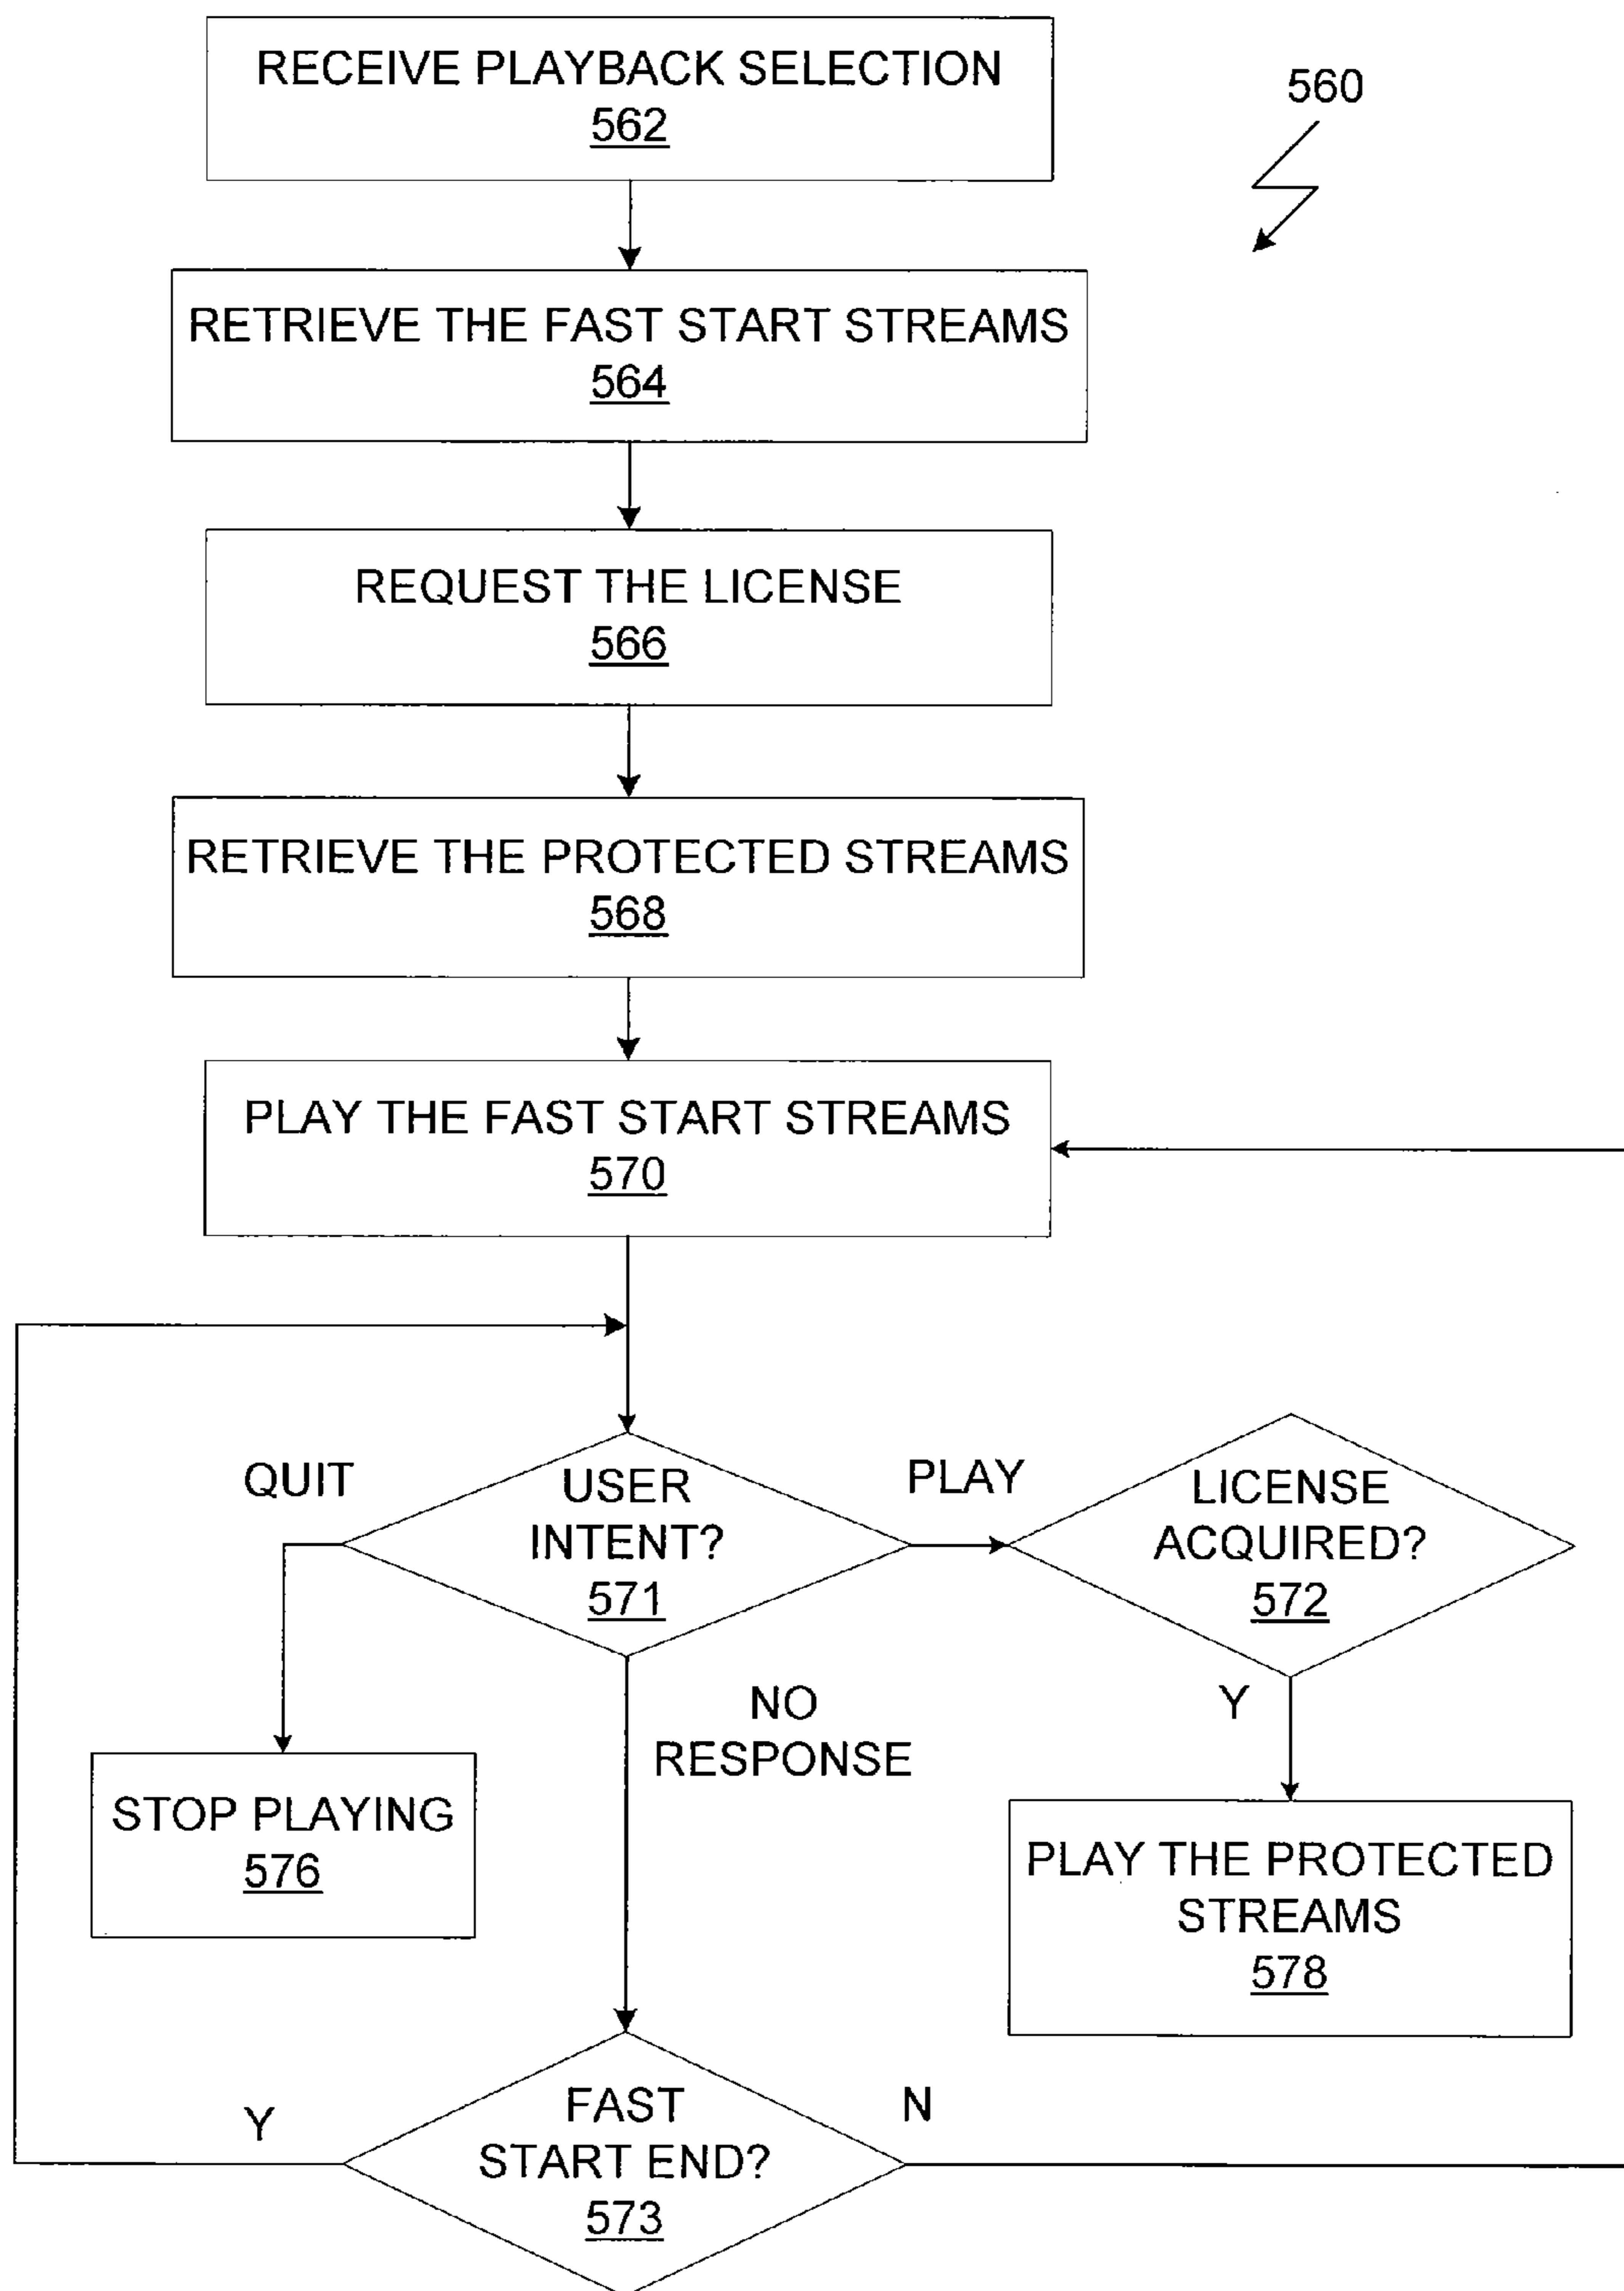 RECEIVE PLAYBACK SELECTION
562
560
RETRIEVE THE FAST START STREAMS
564
REQUEST THE LICENSE
566
RETRIEVE THE PROTECTED STREAMS
568
PLAY THE FAST START STREAMS
570
QUIT
USER
INTENT?
571
PLAY
LICENSE
ACQUIRED?
572
NO
RESPONSE
Y
STOP PLAYING
576
PLAY THE PROTECTED
STREAMS
578
Y
FAST
START END?
573
N